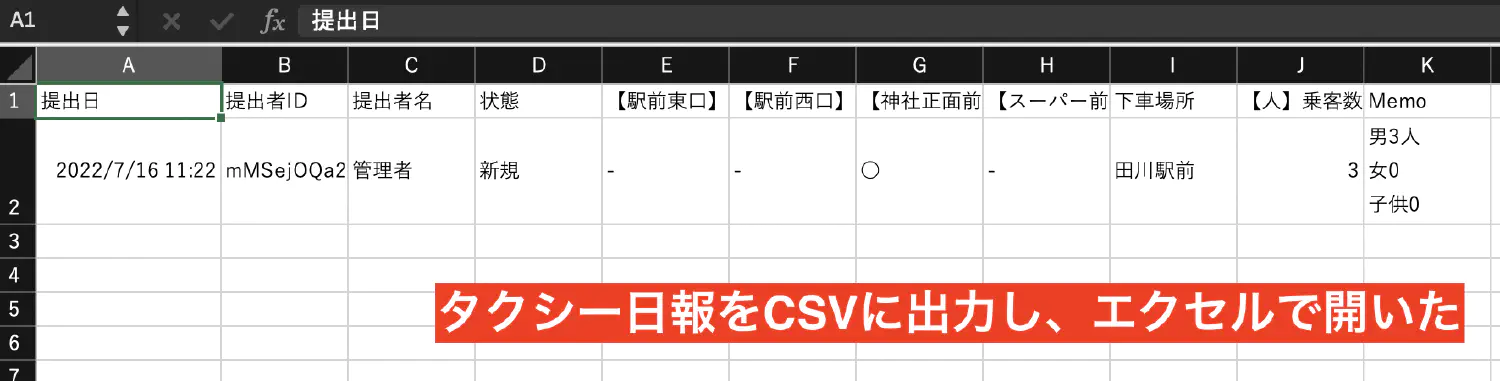 A1 fx 提出日
A B C D E F G H I J K
1 提出日 提出者ID 提出者名 状態 【駅前東口】 【駅前西口】 【神社正面前 【スーパー前 下車場所 【人】乗客数 Memo
2 2022/7/16 11:22 mMSejOQa2 管理者 新規 - - 〇 - 田川駅前 3 男3人
女0
子供0
3
4
5
6
7
タクシー日報をCSVに出力し、エクセルで開いた